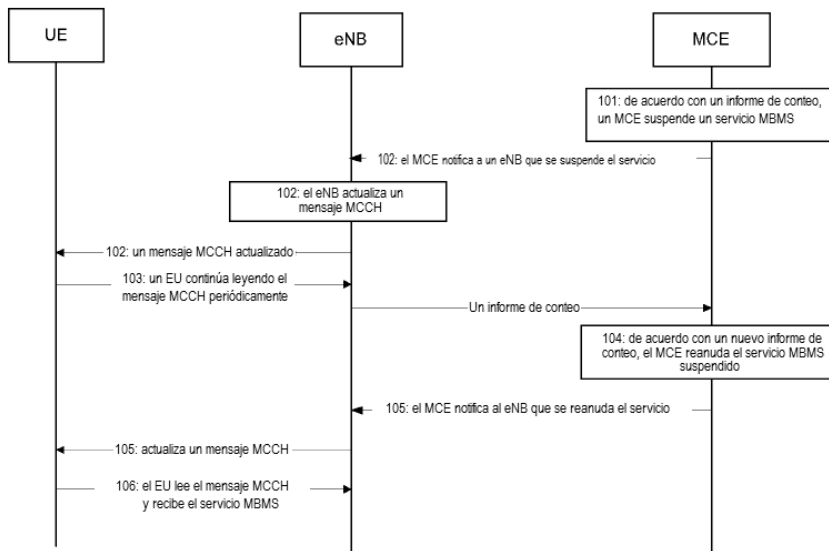 UE
eNB
MCE
101: de acuerdo con un informe de conteo,
un MCE suspende un servicio MBMS
102: el MCE notifica a un eNB que se suspende el servicio
102: el eNB actualiza un
mensaje MCCH
102: un mensaje MCCH actualizado
103: un EU continúa leyendo el
mensaje MCCH periódicamente
Un informe de conteo
104: de acuerdo con un nuevo informe de
conteo, el MCE reanuda el servicio MBMS
suspendido
105: el MCE notifica al eNB que se reanuda el servicio
105: actualiza un mensaje MCCH
106: el EU lee el mensaje MCCH
y recibe el servicio MBMS